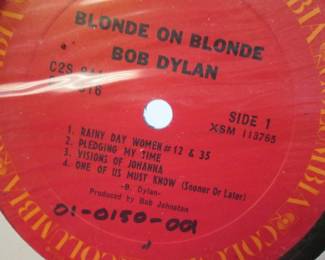 BLONDE ON BLONDE
BOB DYLAN
C2S
SIDE 1
XSM 113765
1. RAINY DAY WOMEN # 12 & 35
2. PLEDGING MY TIME
3. VISIONS OF JOHANNA
4. ONE OF US MUST KNOW (Sooner Or Later)
-B. Dylan-
Produced by Bob Johnston
01-0150-001
COLUMBIA